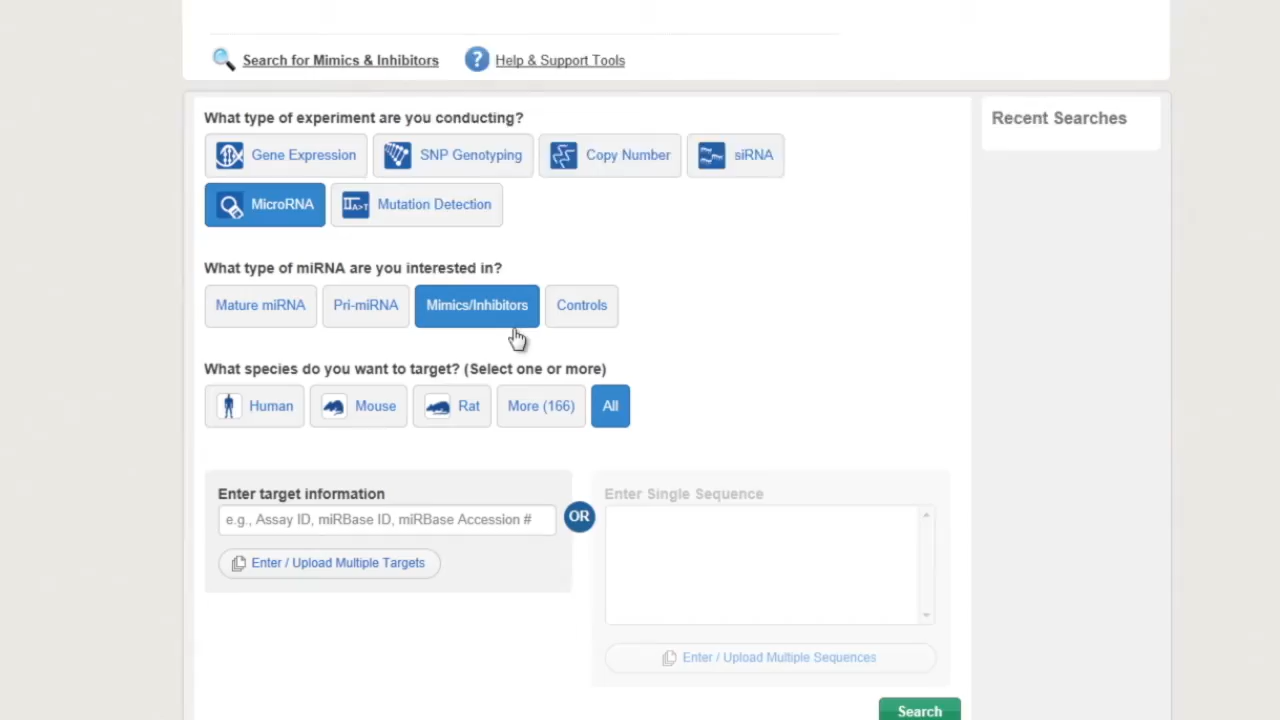 Search for Mimics & Inhibitors ? Help & Support Tools
What type of experiment are you conducting?
Recent Searches
Gene Expression SNP Genotyping Copy Number siRNA
MicroRNA A>T Mutation Detection
What type of miRNA are you interested in?
Mature miRNA Pri-miRNA Mimics/Inhibitors Controls
What species do you want to target? (Select one or more)
Human Mouse Rat More (166) All
Enter target information
e.g., Assay ID, miRBase ID, miRBase Accession #
Enter / Upload Multiple Targets
OR
Enter Single Sequence
Enter / Upload Multiple Sequences
Search